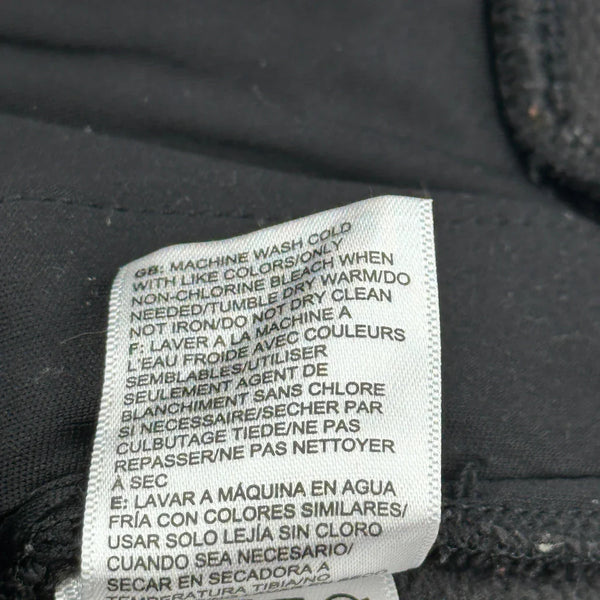 GB: MACHINE WASH COLD
WITH LIKE COLORS/ONLY
NON-CHLORINE BLEACH WHEN
NEEDED/TUMBLE DRY WARM/DO
NOT IRON/DO NOT DRY CLEAN
F: LAVER A LA MACHINE A
L'EAU FROIDE AVEC COULEURS
SEMBLABLES/UTILISER
SEULEMENT AGENT DE
BLANCHIMENT SANS CHLORE
SI NECESSAIRE/SECHER PAR
CULBUTAGE TIEDE/NE PAS
REPASSER/NE PAS NETTOYER
À SEC
E: LAVAR A MÁQUINA EN AGUA
FRÍA CON COLORES SIMILARES/
USAR SOLO LEJÍA SIN CLORO
CUANDO SEA NECESARIO/
SECAR EN SECADORA A
TEMPERATURA TIBIA/NO